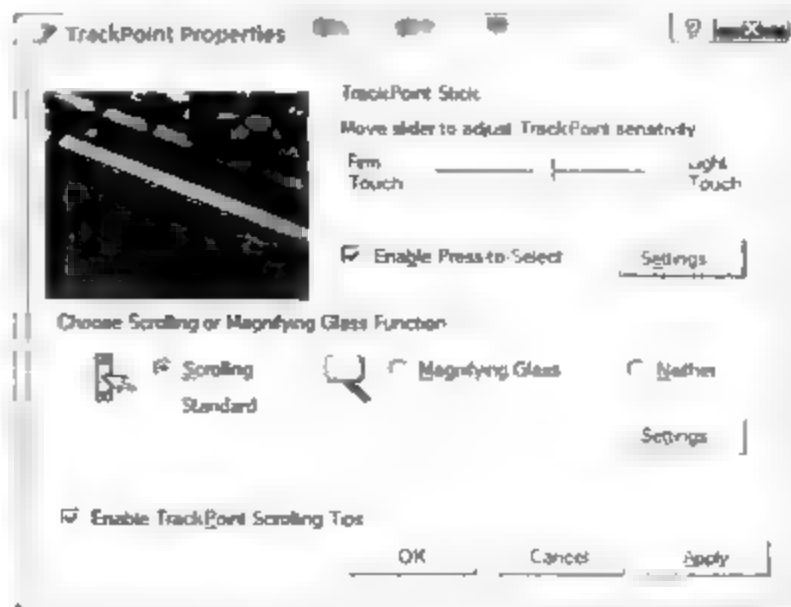 TrackPoint Properties
TrackPoint Stick
Move slider to adjust TrackPoint sensitivity
Firm Touch
Light Touch
Enable Press-to-Select
Settings
Choose Scrolling or Magnifying Glass Function
Scrolling
Magnifying Glass
Neither
Standard
Settings
Enable TrackPoint Scrolling Tips
OK Cancel Apply